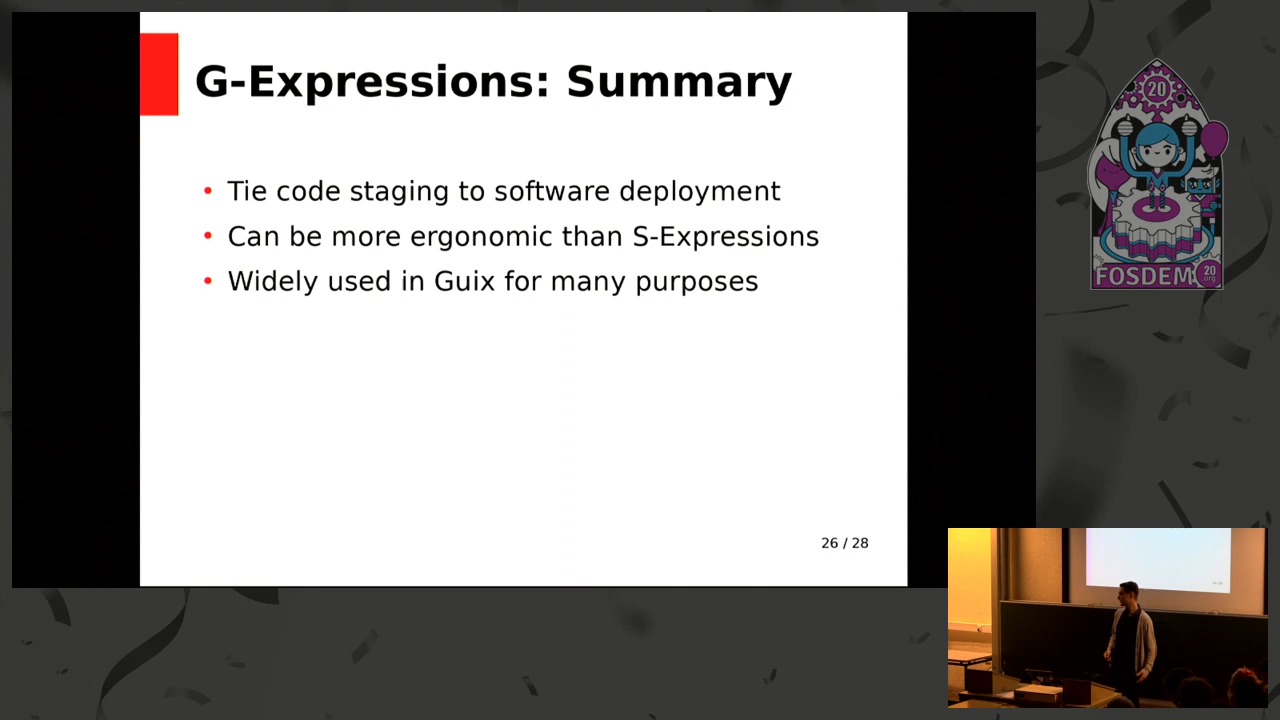 G-Expressions: Summary
• Tie code staging to software deployment
• Can be more ergonomic than S-Expressions
• Widely used in Guix for many purposes
26 / 28
20
FOSDEM
20
org